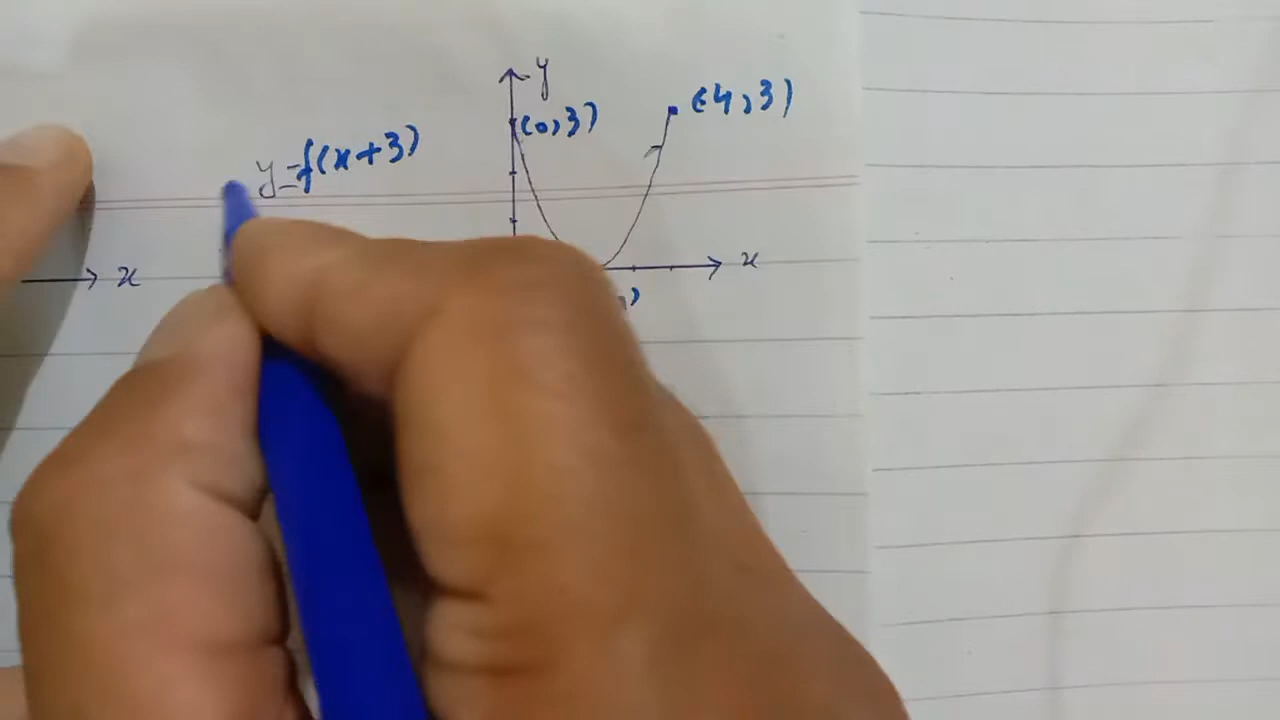 y
(0,3)
(4,3)
y=f(x+3)
x
x